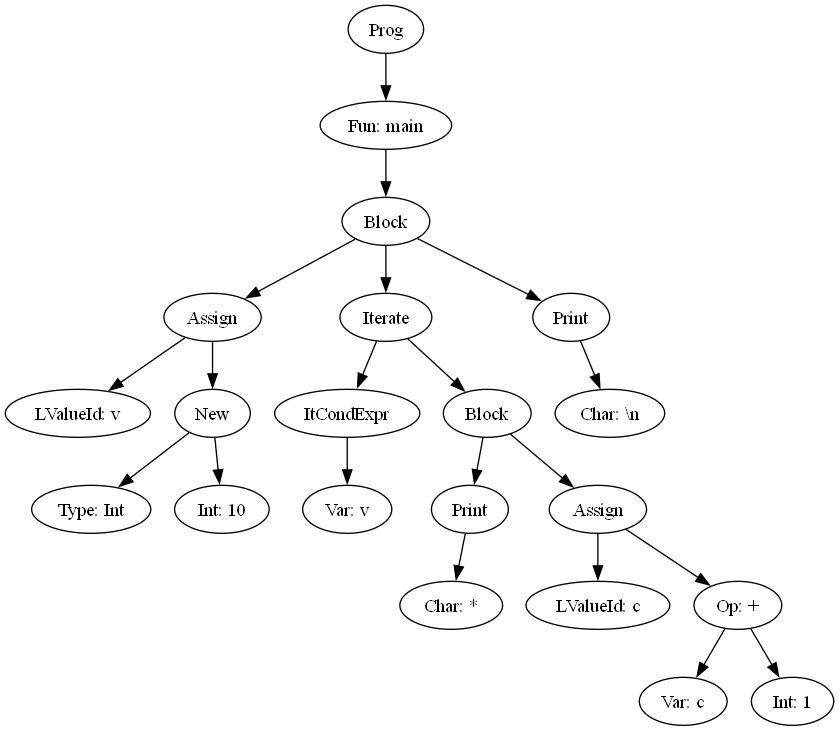 Prog
Fun: main
Block
Assign
Iterate
Print
LValueId: v
New
ItCondExpr
Block
Char: \n
Type: Int
Int: 10
Var: v
Print
Assign
Char: *
LValueId: c
Op: +
Var: c
Int: 1